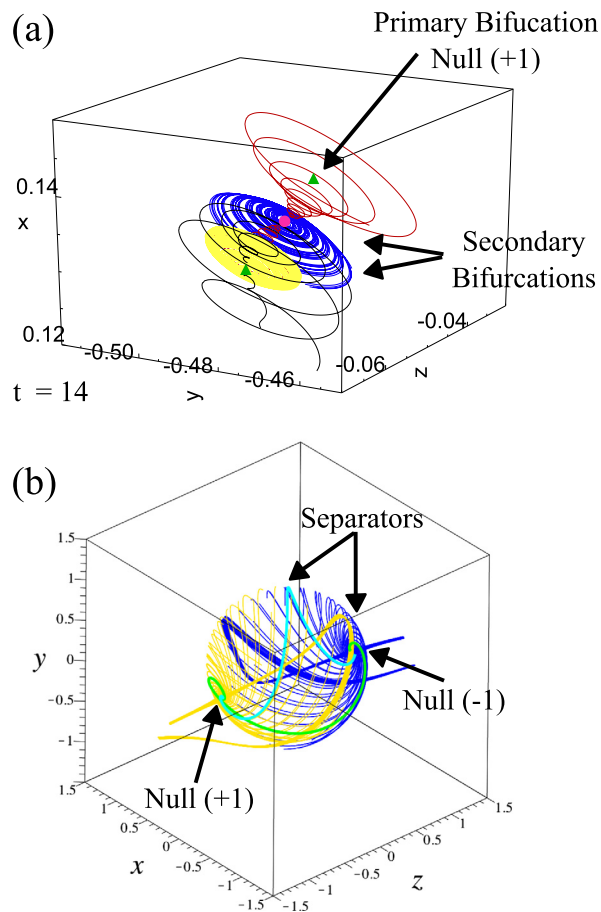 (a)
Primary Bifucation
Null (+1)
0.14
x
0.12
Secondary
Bifurcations
-0.50
-0.48
-0.46
y
-0.06
-0.04
z
t = 14
(b)
Separators
1.5
1
0.5
y
0
-0.5
-1
1.5
Null (-1)
Null (+1)
1
0.5
0
-0.5
-1
-1.5
x
-1.5
-1
-0.5
0
0.5
1
1.5
z